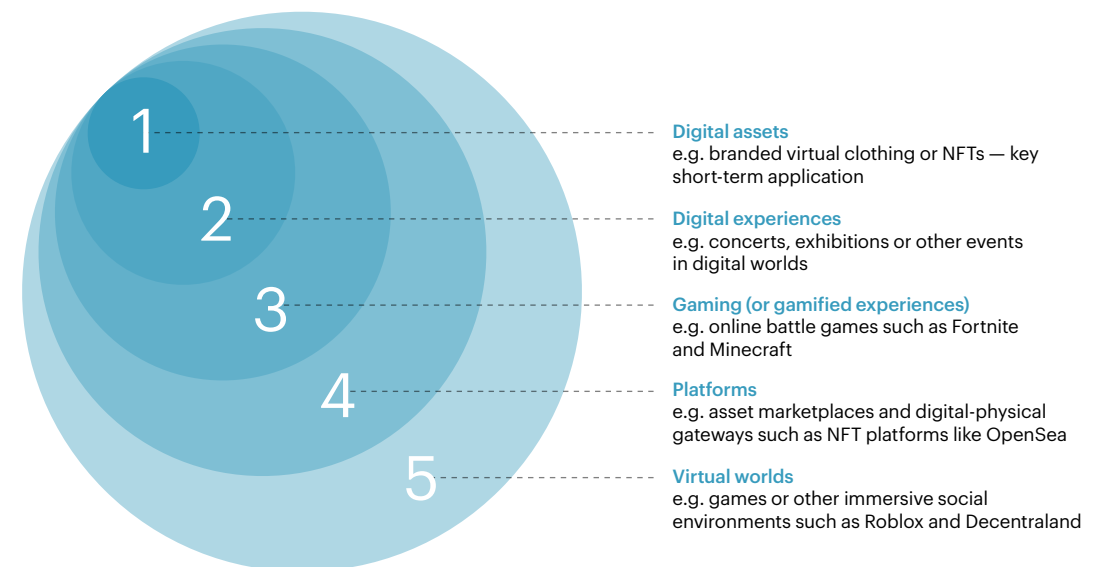 1
Digital assets
e.g. branded virtual clothing or NFTs — key
short-term application
2
Digital experiences
e.g. concerts, exhibitions or other events
in digital worlds
3
Gaming (or gamified experiences)
e.g. online battle games such as Fortnite
and Minecraft
4
Platforms
e.g. asset marketplaces and digital-physical
gateways such as NFT platforms like OpenSea
5
Virtual worlds
e.g. games or other immersive social
environments such as Roblox and Decentraland